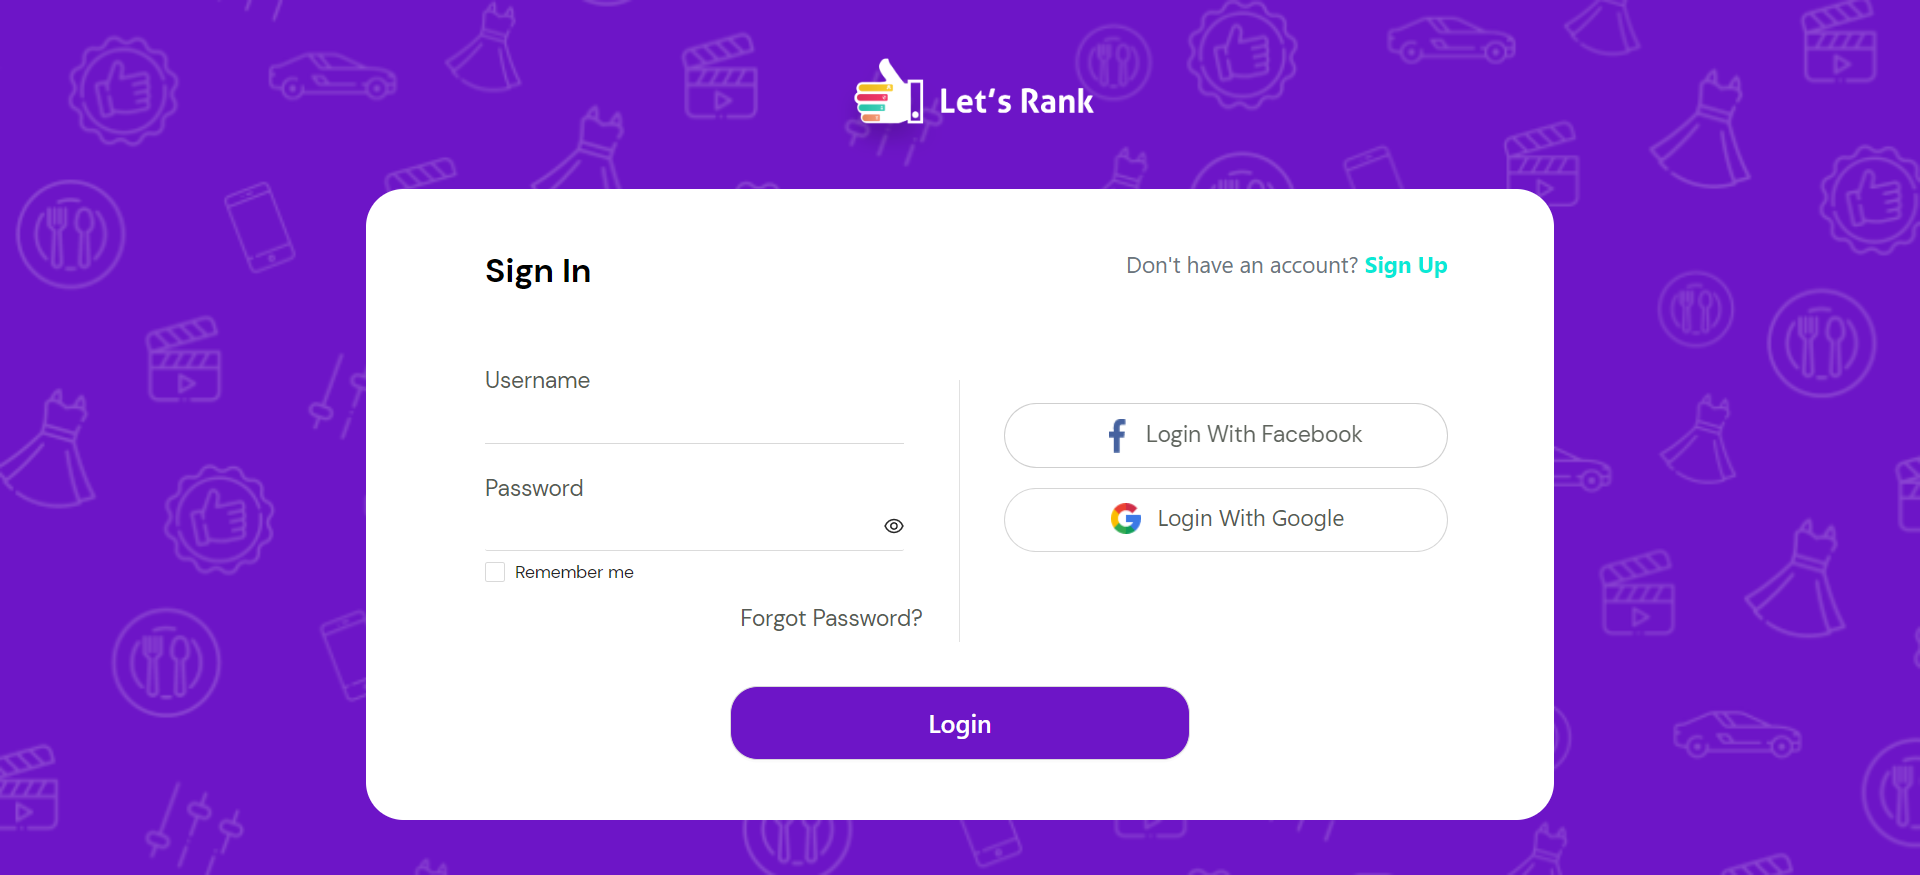 Let's Rank
Sign In
Don't have an account? Sign Up
Username
Password
Remember me
Forgot Password?
Login With Facebook
Login With Google
Login